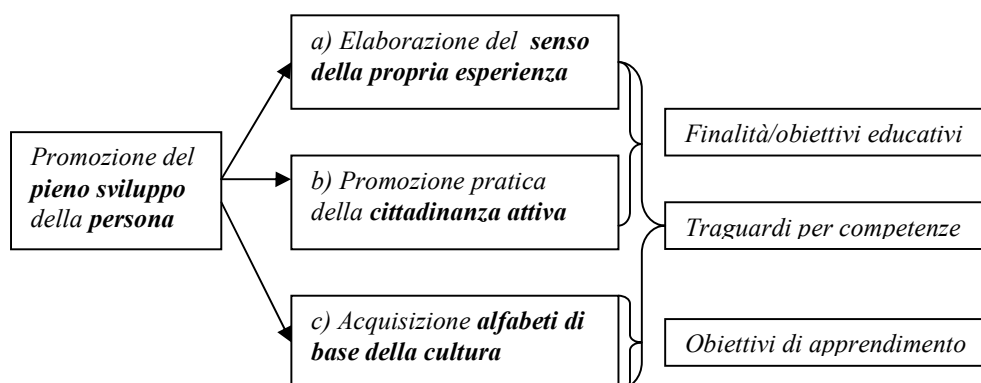 Promozione del
pieno sviluppo
della persona
a) Elaborazione del senso
della propria esperienza
b) Promozione pratica
della cittadinanza attiva
c) Acquisizione alfabeti di
base della cultura
Finalità/obiettivi educativi
Traguardi per competenze
Obiettivi di apprendimento